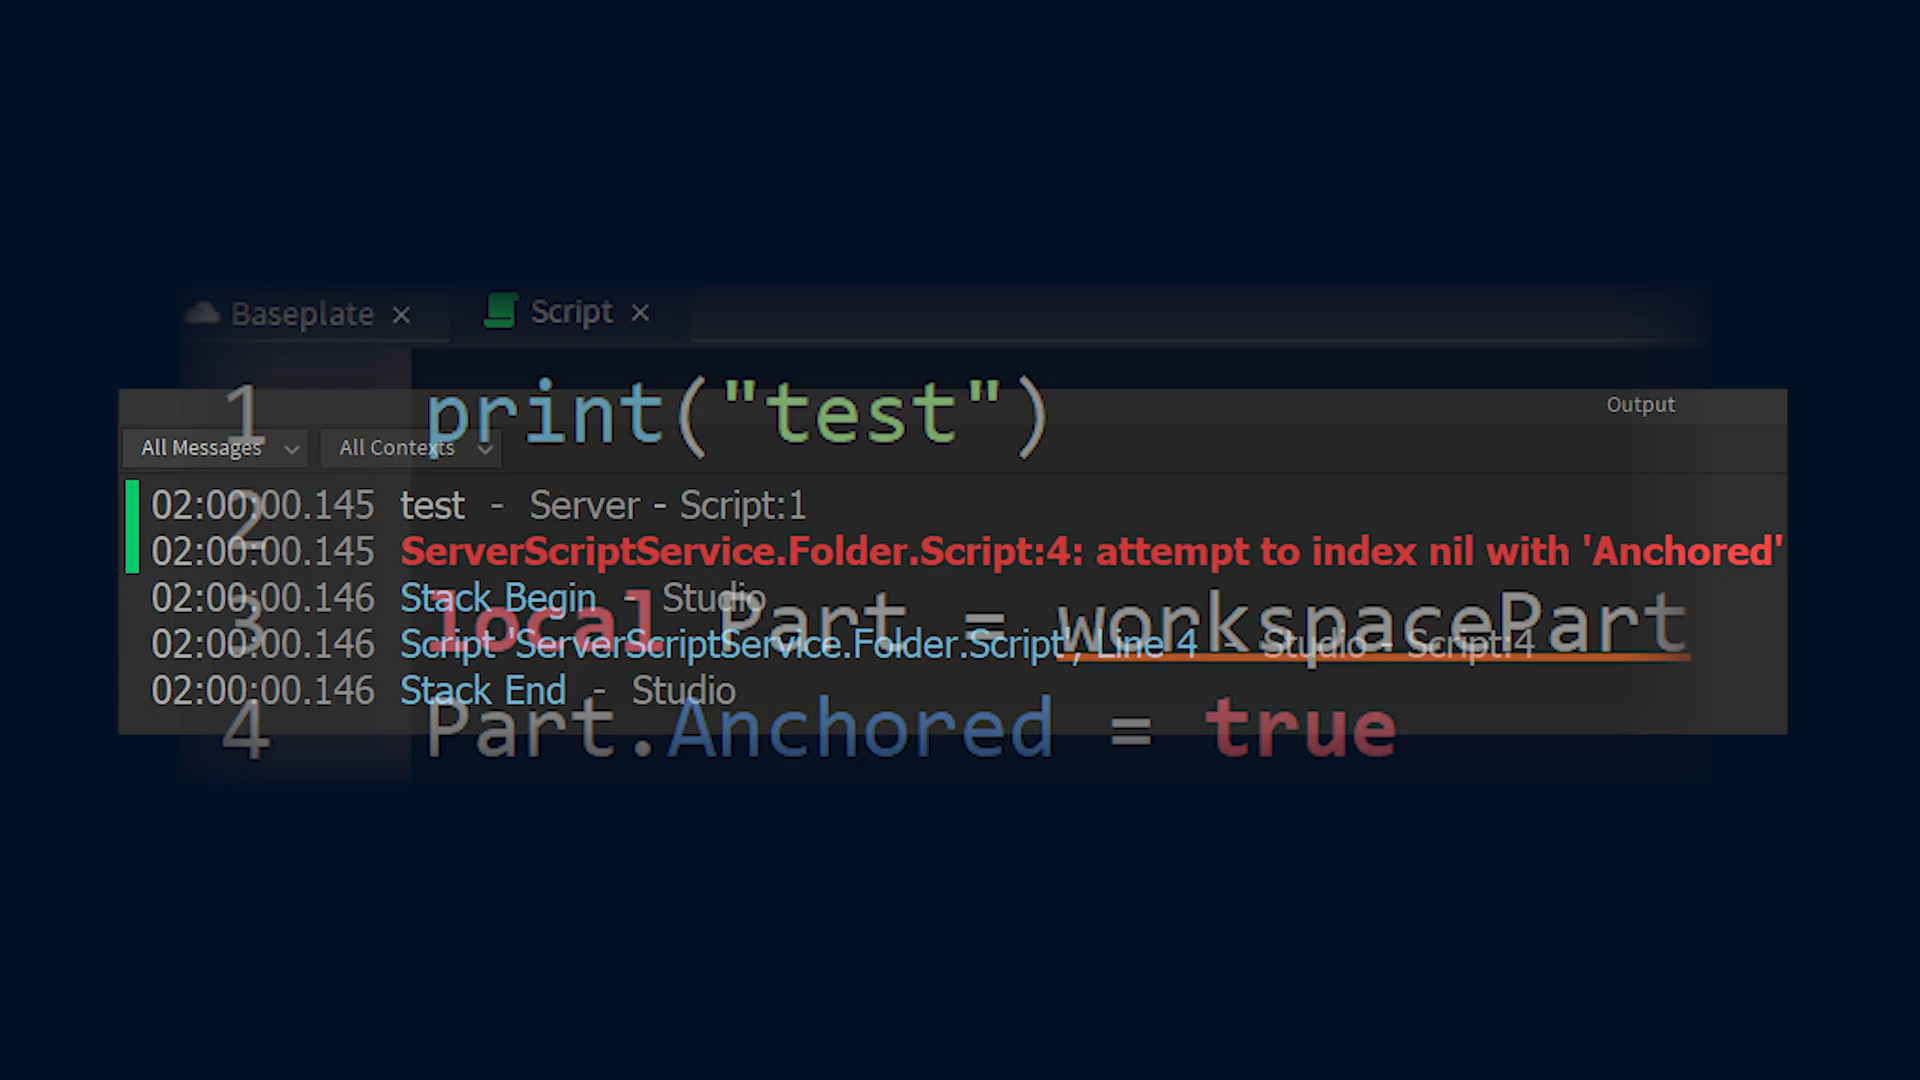 Baseplate Script
1 print("test")
Output
All Messages All Contexts
02:00:00.145 test - Server - Script:1
2
02:00:00.145 ServerScriptService.Folder.Script:4: attempt to index nil with 'Anchored'
02:00:00.146 Stack Begin - Studio
3 local Part = workspacePart
02:00:00.146 Script 'ServerScriptService.Folder.Script', Line 4 - Studio - Script:4
02:00:00.146 Stack End - Studio
4 Part.Anchored = true